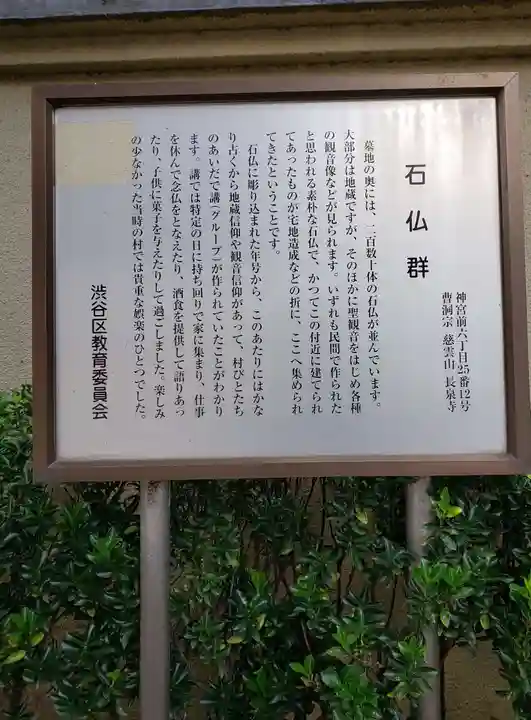 石仏群
神宮前六丁目25番12号
曹洞宗 慈雲山 長泉寺
墓地の奥には、二百数十体の石仏が並んでいます。
大部分は地蔵ですが、そのほかに聖観音をはじめ各種
の観音像などが見られます。いずれも民間で作られた
と思われる素朴な石仏で、かつてこの付近に建てられ
てあったものが宅地造成などの折に、ここへ集められ
てきたということです。
石仏に彫り込まれた年号から、このあたりにはかな
り古くから地蔵信仰や観音信仰があって、村びとたち
のあいだで講(グループ)が作られていたことがわかり
ます。講では特定の日に持ち回りで家に集まり、仕事
を休んで念仏をとなえたり、酒食を提供して語りあっ
たり、子供に菓子を与えたりして過ごしました。楽しみ
の少なかった当時の村では貴重な娯楽のひとつでした。
渋谷区教育委員会